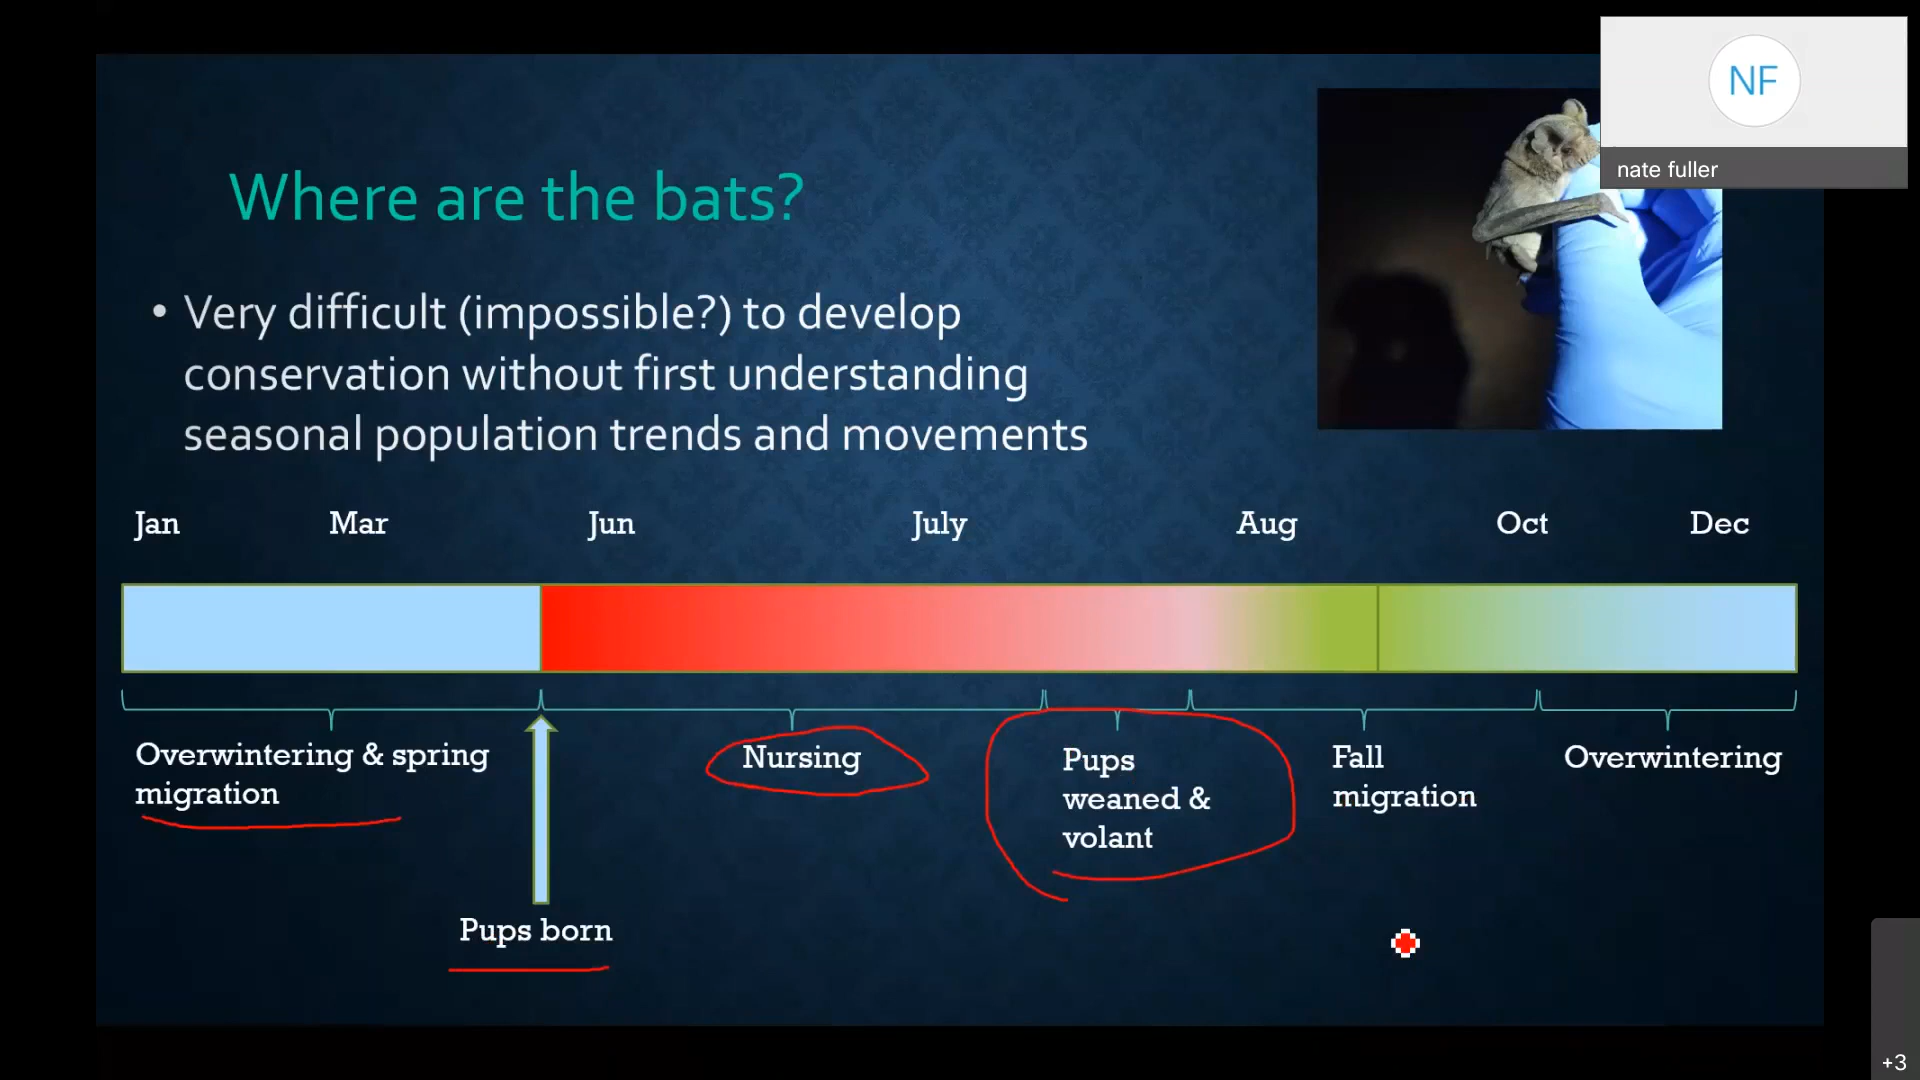 NF
nate fuller
Where are the bats?
• Very difficult (impossible?) to develop
conservation without first understanding
seasonal population trends and movements
Jan Mar Jun July Aug Oct Dec
Overwintering & spring
migration
Pups born
Nursing
Pups
weaned &
volant
Fall
migration
Overwintering
+3